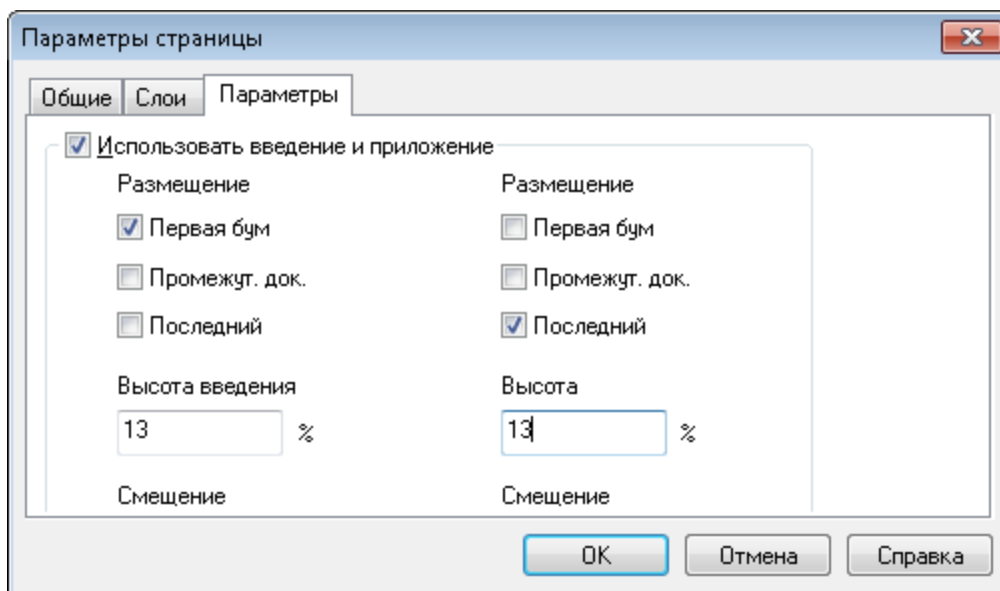 Параметры страницы
Общие Слои Параметры
Использовать введение и приложение
Размещение Размещение
Первая бум Первая бум
Промежут. док. Промежут. док.
Последний Последний
Высота введения Высота
13 % 13 %
Смещение Смещение
OK Отмена Справка